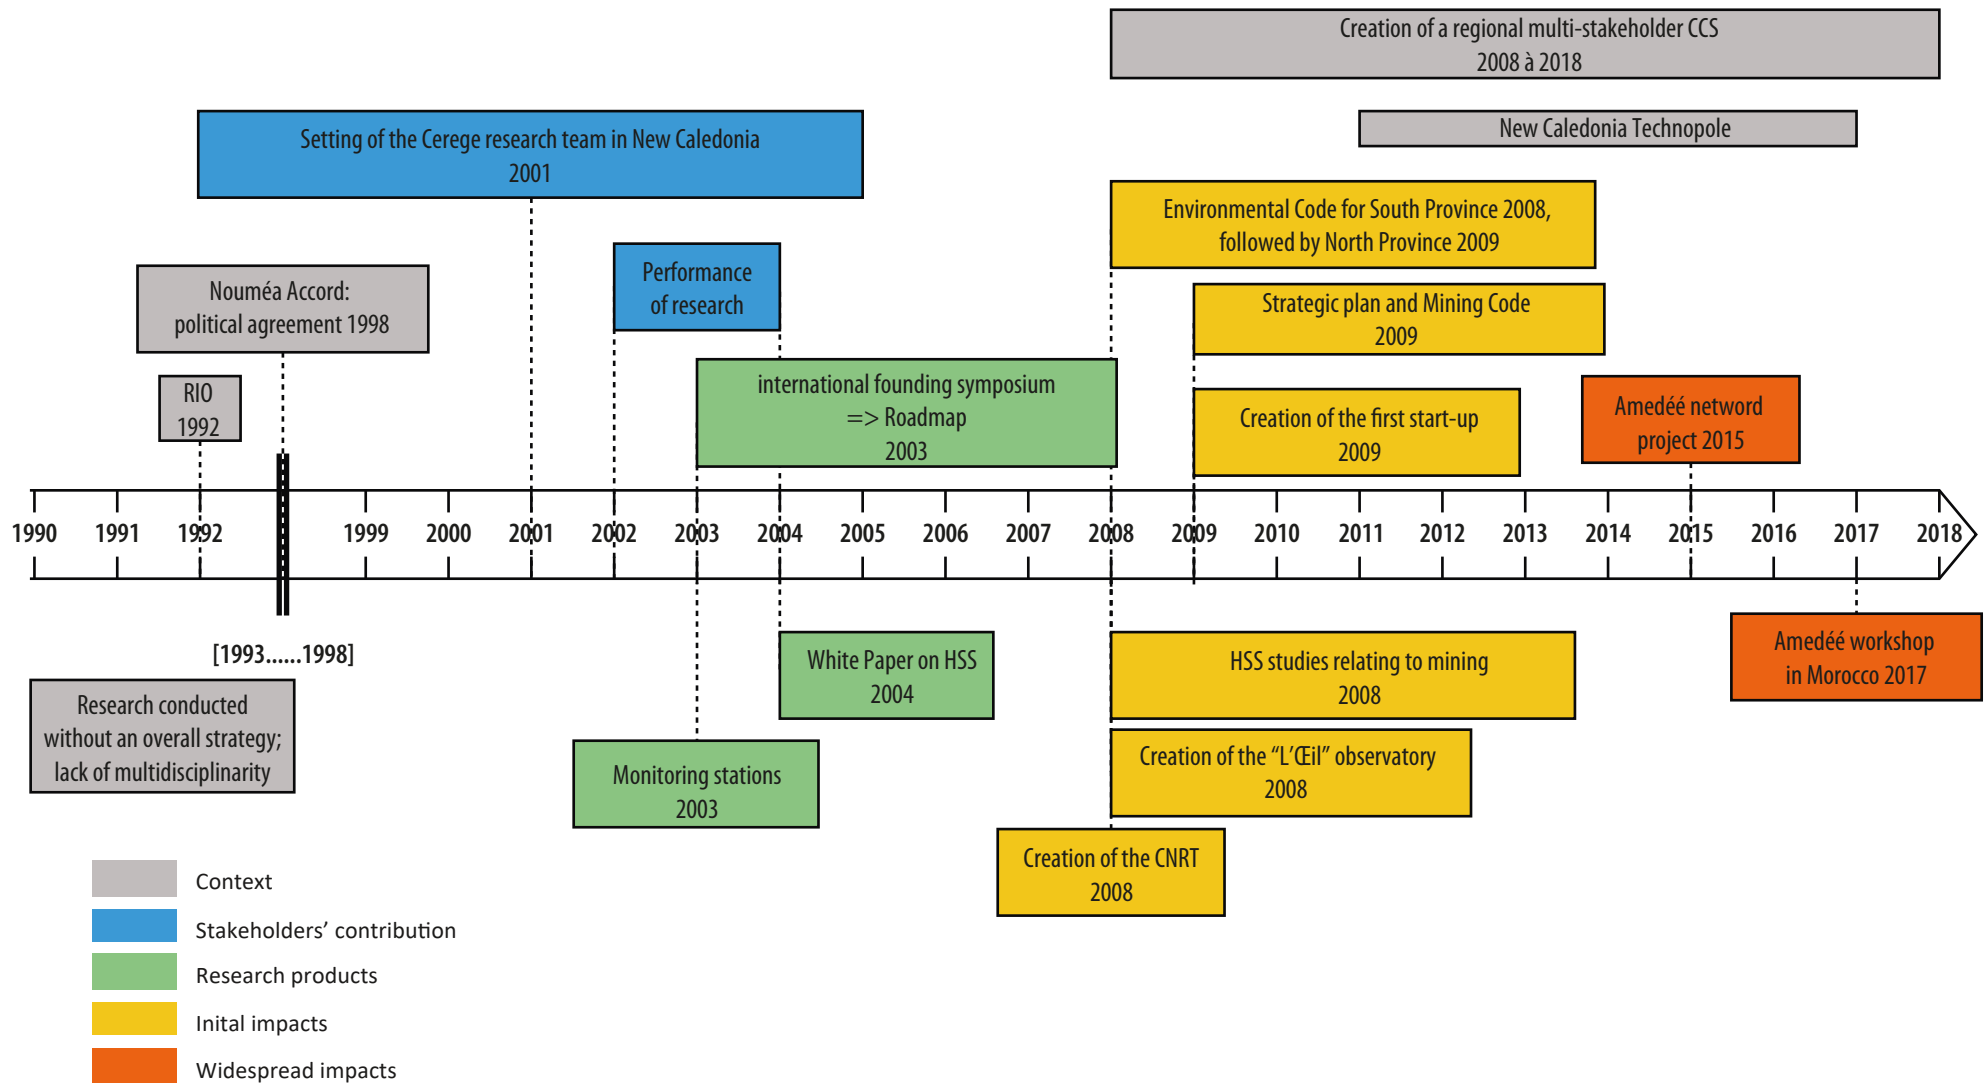 Creation of a regional multi-stakeholder CCS
2008 à 2018
New Caledonia Technopole
Setting of the Cerege research team in New Caledonia
2001
Environmental Code for South Province 2008,
followed by North Province 2009
Performance
of research
Nouméa Accord:
political agreement 1998
Strategic plan and Mining Code
2009
RIO
1992
international founding symposium
=> Roadmap
2003
Creation of the first start-up
2009
Amedéé netword
project 2015
1990 1991 1992 1999 2000 2001 2002 2003 2004 2005 2006 2007 2008 2009 2010 2011 2012 2013 2014 2015 2016 2017 2018
[1993......1998]
Research conducted
without an overall strategy;
lack of multidisciplinarity
White Paper on HSS
2004
HSS studies relating to mining
2008
Amedéé workshop
in Morocco 2017
Monitoring stations
2003
Creation of the “L’Œil” observatory
2008
Creation of the CNRT
2008
Context
Stakeholders’ contribution
Research products
Inital impacts
Widespread impacts